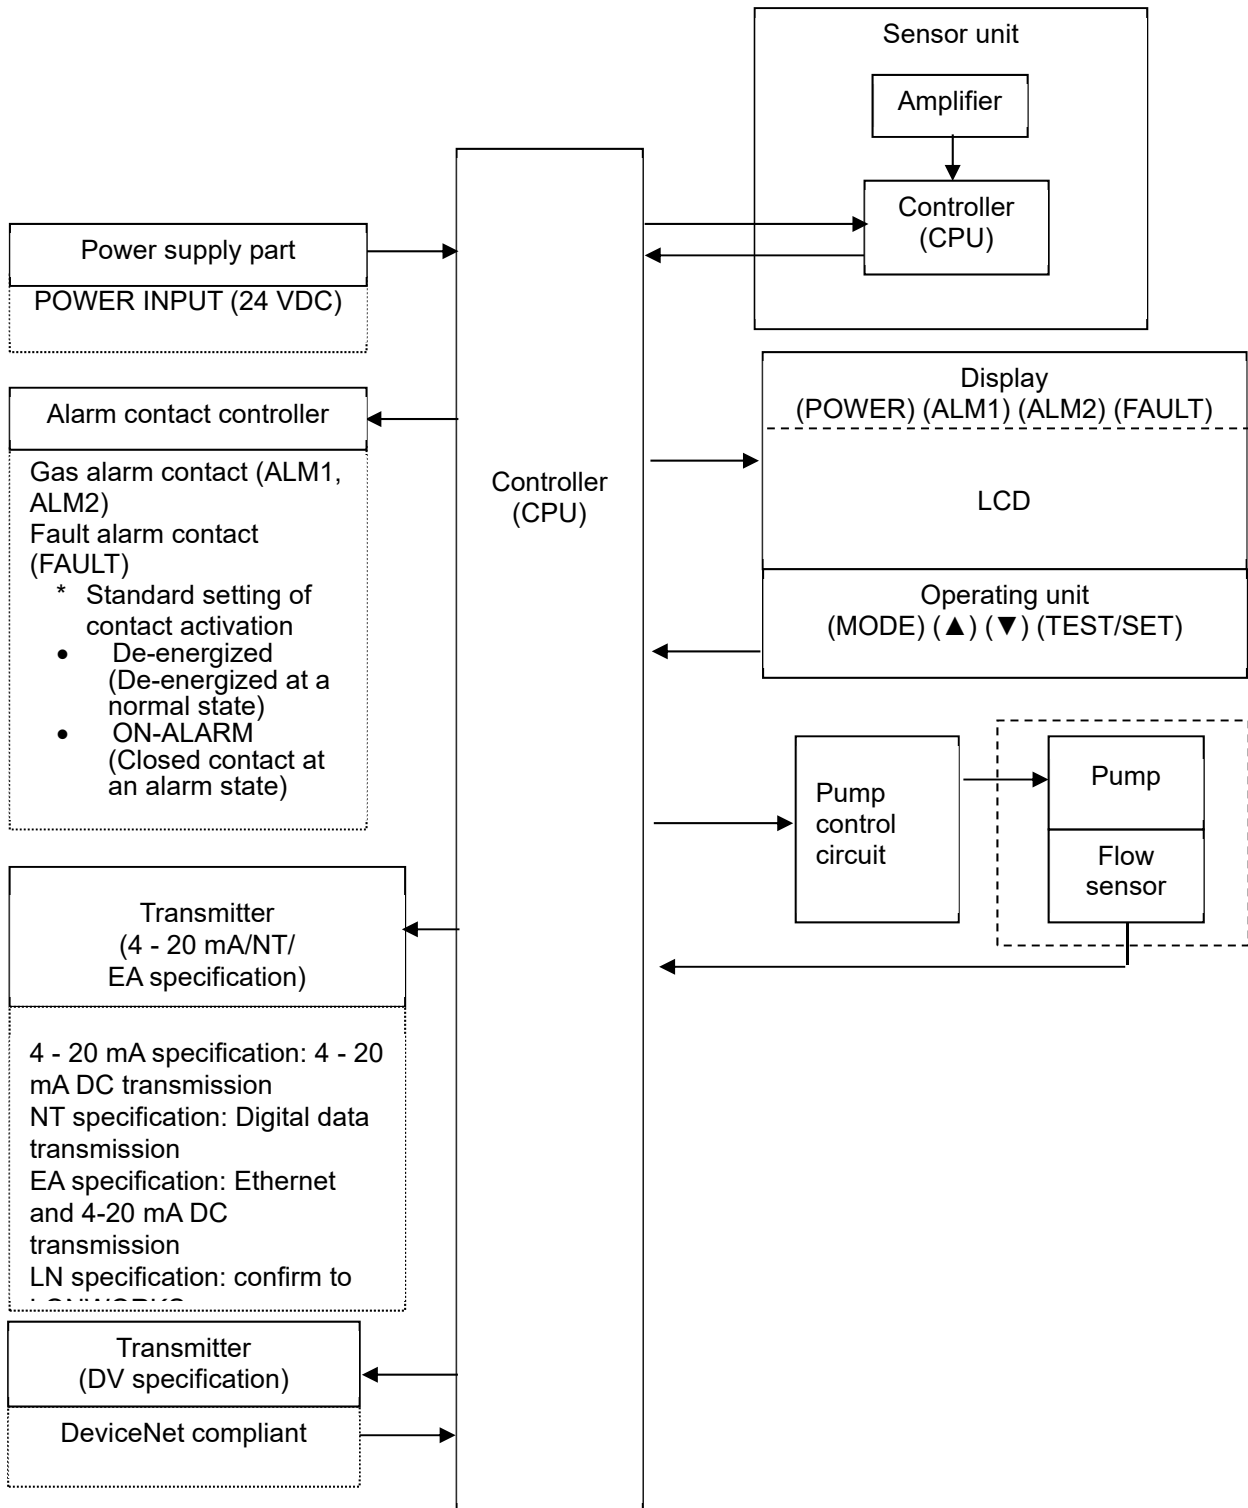 Sensor unit
Amplifier
Controller
(CPU)
Power supply part
POWER INPUT (24 VDC)
Alarm contact controller
Gas alarm contact (ALM1,
ALM2)
Fault alarm contact
(FAULT)
* Standard setting of
contact activation
• De-energized
(De-energized at a
normal state)
• ON-ALARM
(Closed contact at
an alarm state)
Controller
(CPU)
Display
(POWER) (ALM1) (ALM2) (FAULT)
LCD
Operating unit
(MODE) (▲) (▼) (TEST/SET)
Pump
control
circuit
Pump
Flow
sensor
Transmitter
(4 - 20 mA/NT/
EA specification)
4 - 20 mA specification: 4 - 20
mA DC transmission
NT specification: Digital data
transmission
EA specification: Ethernet
and 4-20 mA DC
transmission
LN specification: confirm to
Transmitter
(DV specification)
DeviceNet compliant